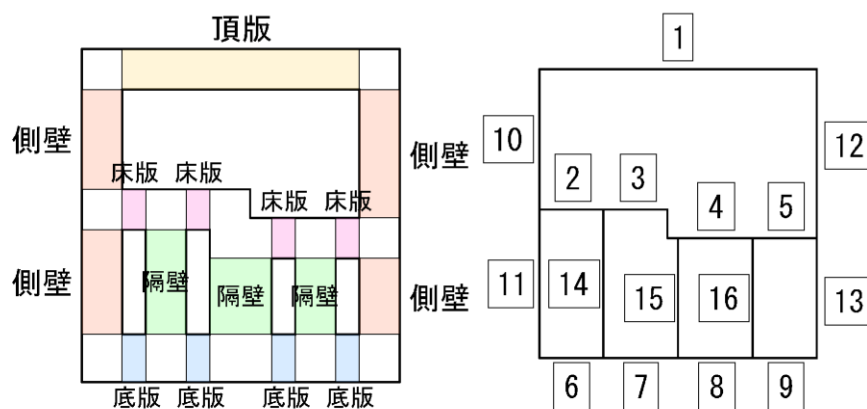 頂版
側壁
側壁
床版 床版
床版 床版
側壁
側壁
隔壁
隔壁 隔壁
底版 底版 底版 底版
1
10
12
2 3
4 5
11 14 15 16 13
6 7 8 9